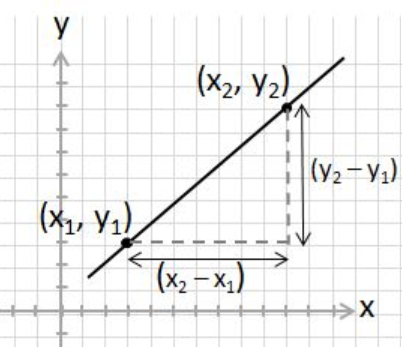 y
(x₂, y₂)
(y₂ – y₁)
(x₁, y₁)
(x₂ – x₁)
x